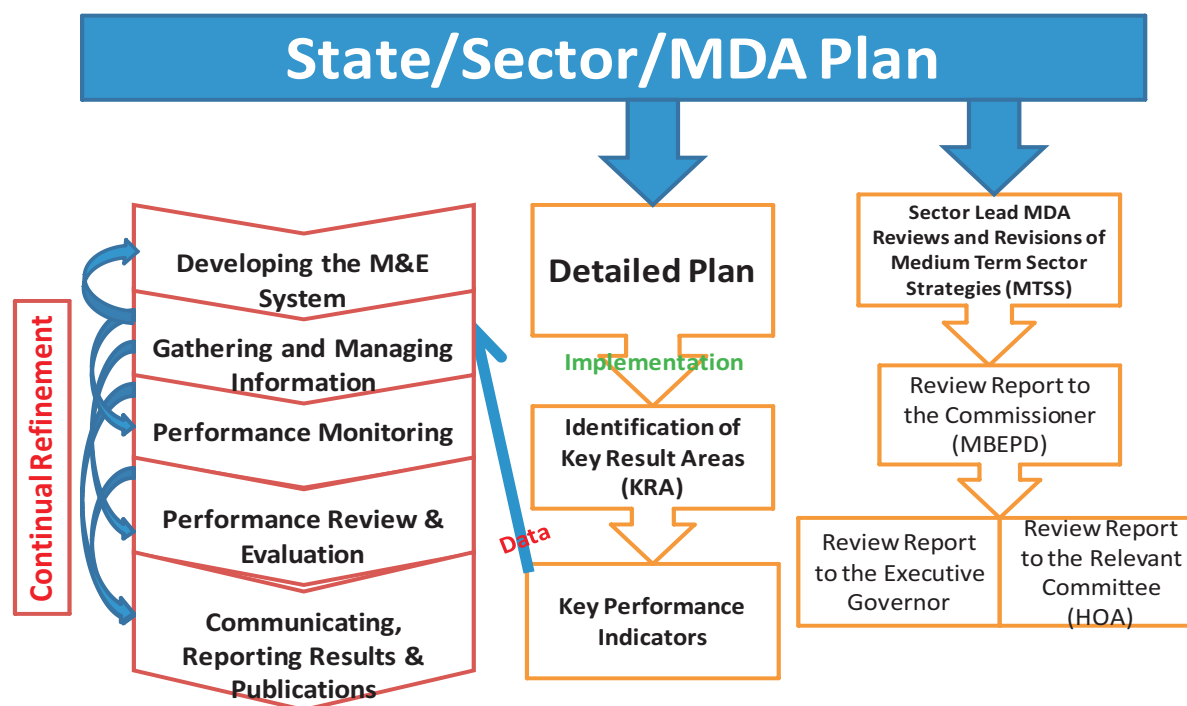 State/Sector/MDA Plan
Continual Refinement
Developing the M&E
System
Gathering and Managing
Information
Performance Monitoring
Performance Review &
Evaluation
Communicating,
Reporting Results &
Publications
Data
Detailed Plan
Implementation
Identification of
Key Result Areas
(KRA)
Key Performance
Indicators
Sector Lead MDA
Reviews and Revisions of
Medium Term Sector
Strategies (MTSS)
Review Report to
the Commissioner
(MBEPD)
Review Report
to the Executive
Governor
Review Report
to the Relevant
Committee
(HOA)